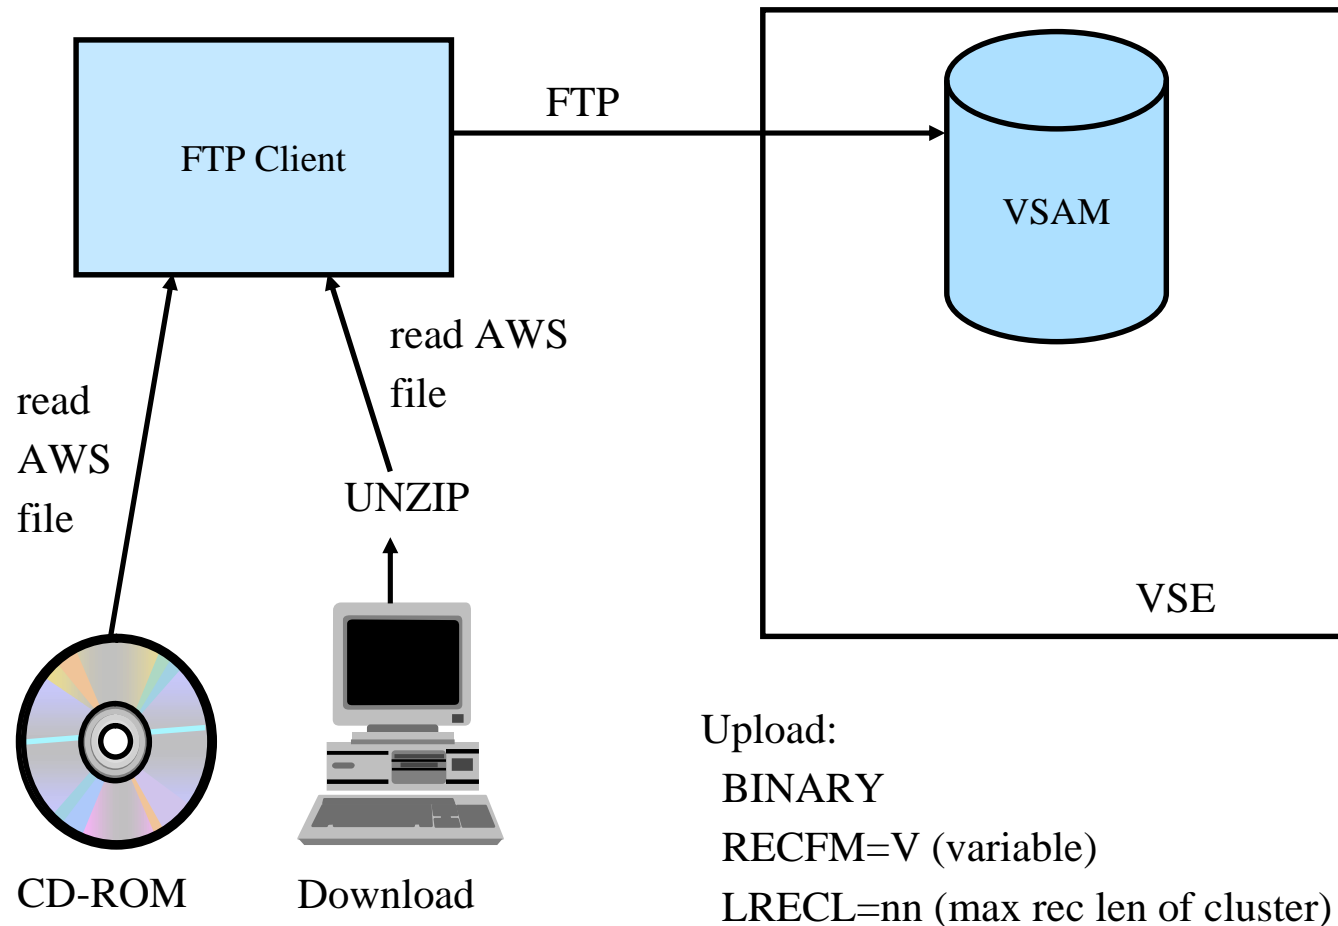 FTP
FTP Client
VSAM
read AWS
file
read
AWS
file
UNZIP
VSE
Upload:
BINARY
RECFM=V (variable)
LRECL=nn (max rec len of cluster)
CD-ROM
Download